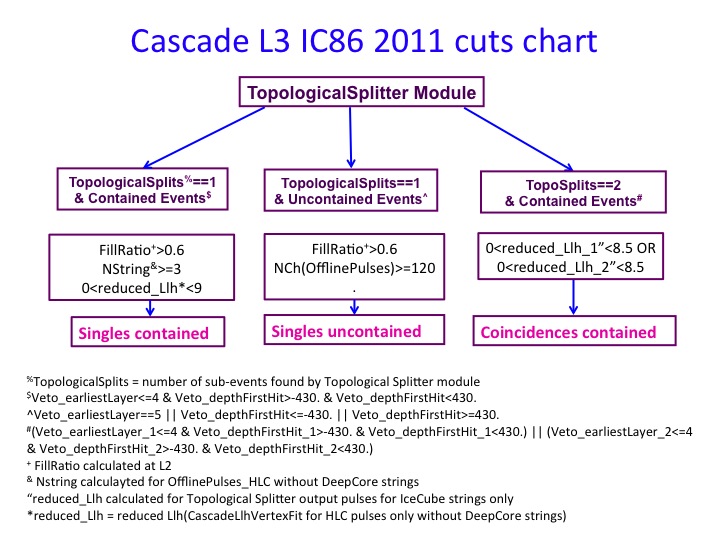 Cascade L3 IC86 2011 cuts chart
TopologicalSplitter Module
TopologicalSplits%==1
& Contained Events$
TopologicalSplits==1
& Uncontained Events^
TopoSplits==2
& Contained Events#
FillRatio+>0.6
NString&>=3
0<reduced_Llh*<9
FillRatio+>0.6
NCh(OfflinePulses)>=120
.
0<reduced_Llh_1”<8.5 OR
0<reduced_Llh_2”<8.5
Singles contained
Singles uncontained
Coincidences contained
%TopologicalSplits = number of sub-events found by Topological Splitter module
$Veto_earliestLayer<=4 & Veto_depthFirstHit>-430. & Veto_depthFirstHit<430.
^Veto_earliestLayer==5 || Veto_depthFirstHit<=-430. || Veto_depthFirstHit>=430.
#(Veto_earliestLayer_1<=4 & Veto_depthFirstHit_1>-430. & Veto_depthFirstHit_1<430.) || (Veto_earliestLayer_2<=4
& Veto_depthFirstHit_2>-430. & Veto_depthFirstHit_2<430.)
+ FillRatio calculated at L2
& Nstring calculayted for OfflinePulses_HLC without DeepCore strings
“reduced_Llh calculated for Topological Splitter output pulses for IceCube strings only
*reduced_Llh = reduced Llh(CascadeLlhVertexFit for HLC pulses only without DeepCore strings)